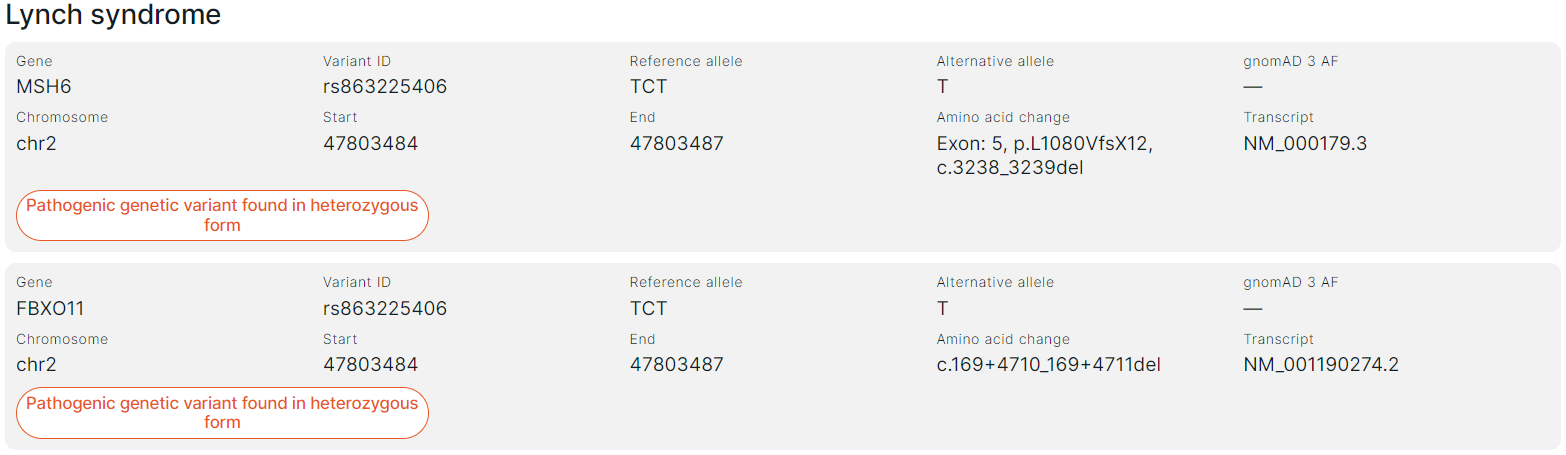 Lynch syndrome
Gene Variant ID Reference allele Alternative allele gnomAD 3 AF
MSH6 rs863225406 TCT T —
Chromosome Start End Amino acid change Transcript
chr2 47803484 47803487 Exon: 5, p.L1080VfsX12, NM_000179.3
c.3238_3239del
Pathogenic genetic variant found in heterozygous
form
Gene Variant ID Reference allele Alternative allele gnomAD 3 AF
FBXO11 rs863225406 TCT T —
Chromosome Start End Amino acid change Transcript
chr2 47803484 47803487 c.169+4710_169+4711del NM_001190274.2
Pathogenic genetic variant found in heterozygous
form